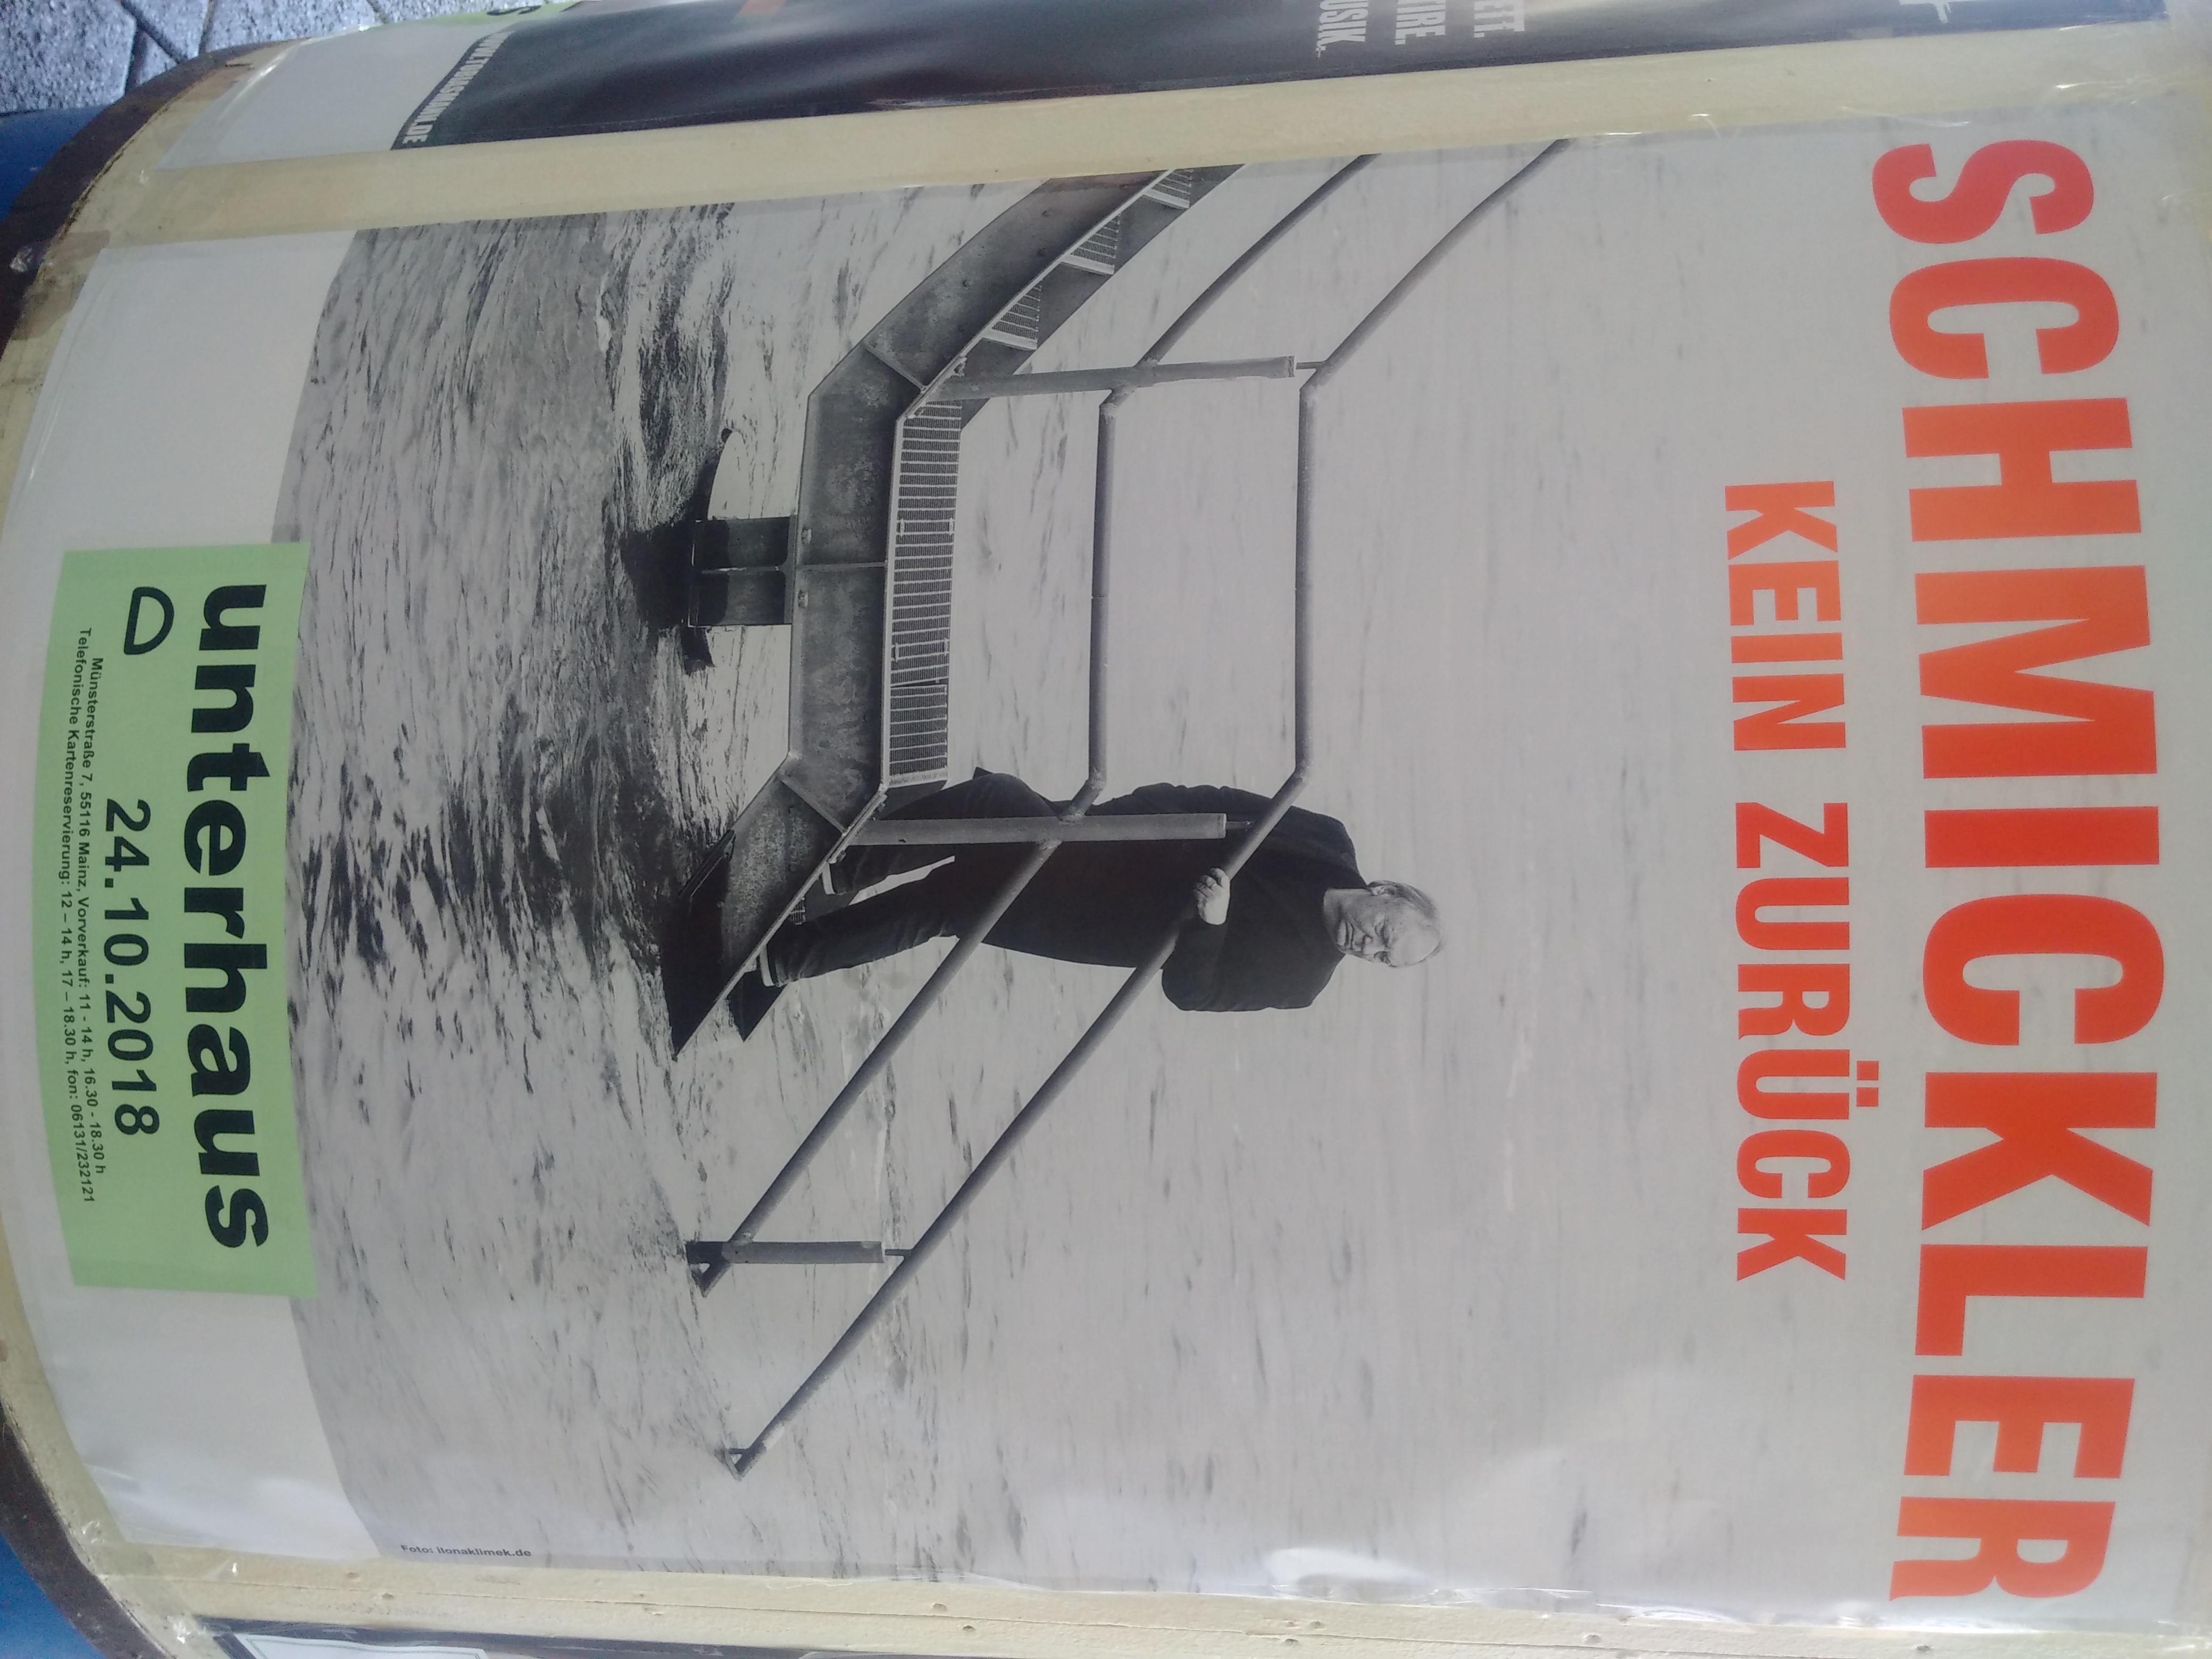 SCHMICKLER
KEIN ZURÜCK
Foto: ilonaklimek.de
unterhaus
24.10.2018
Münsterstraße 7, 55116 Mainz, Vorverkauf: 11 - 14 h, 16.30 - 18.30 h
Telefonische Kartenreservierung: 12 – 14 h, 17 – 18.30 h, fon: 06131/232121